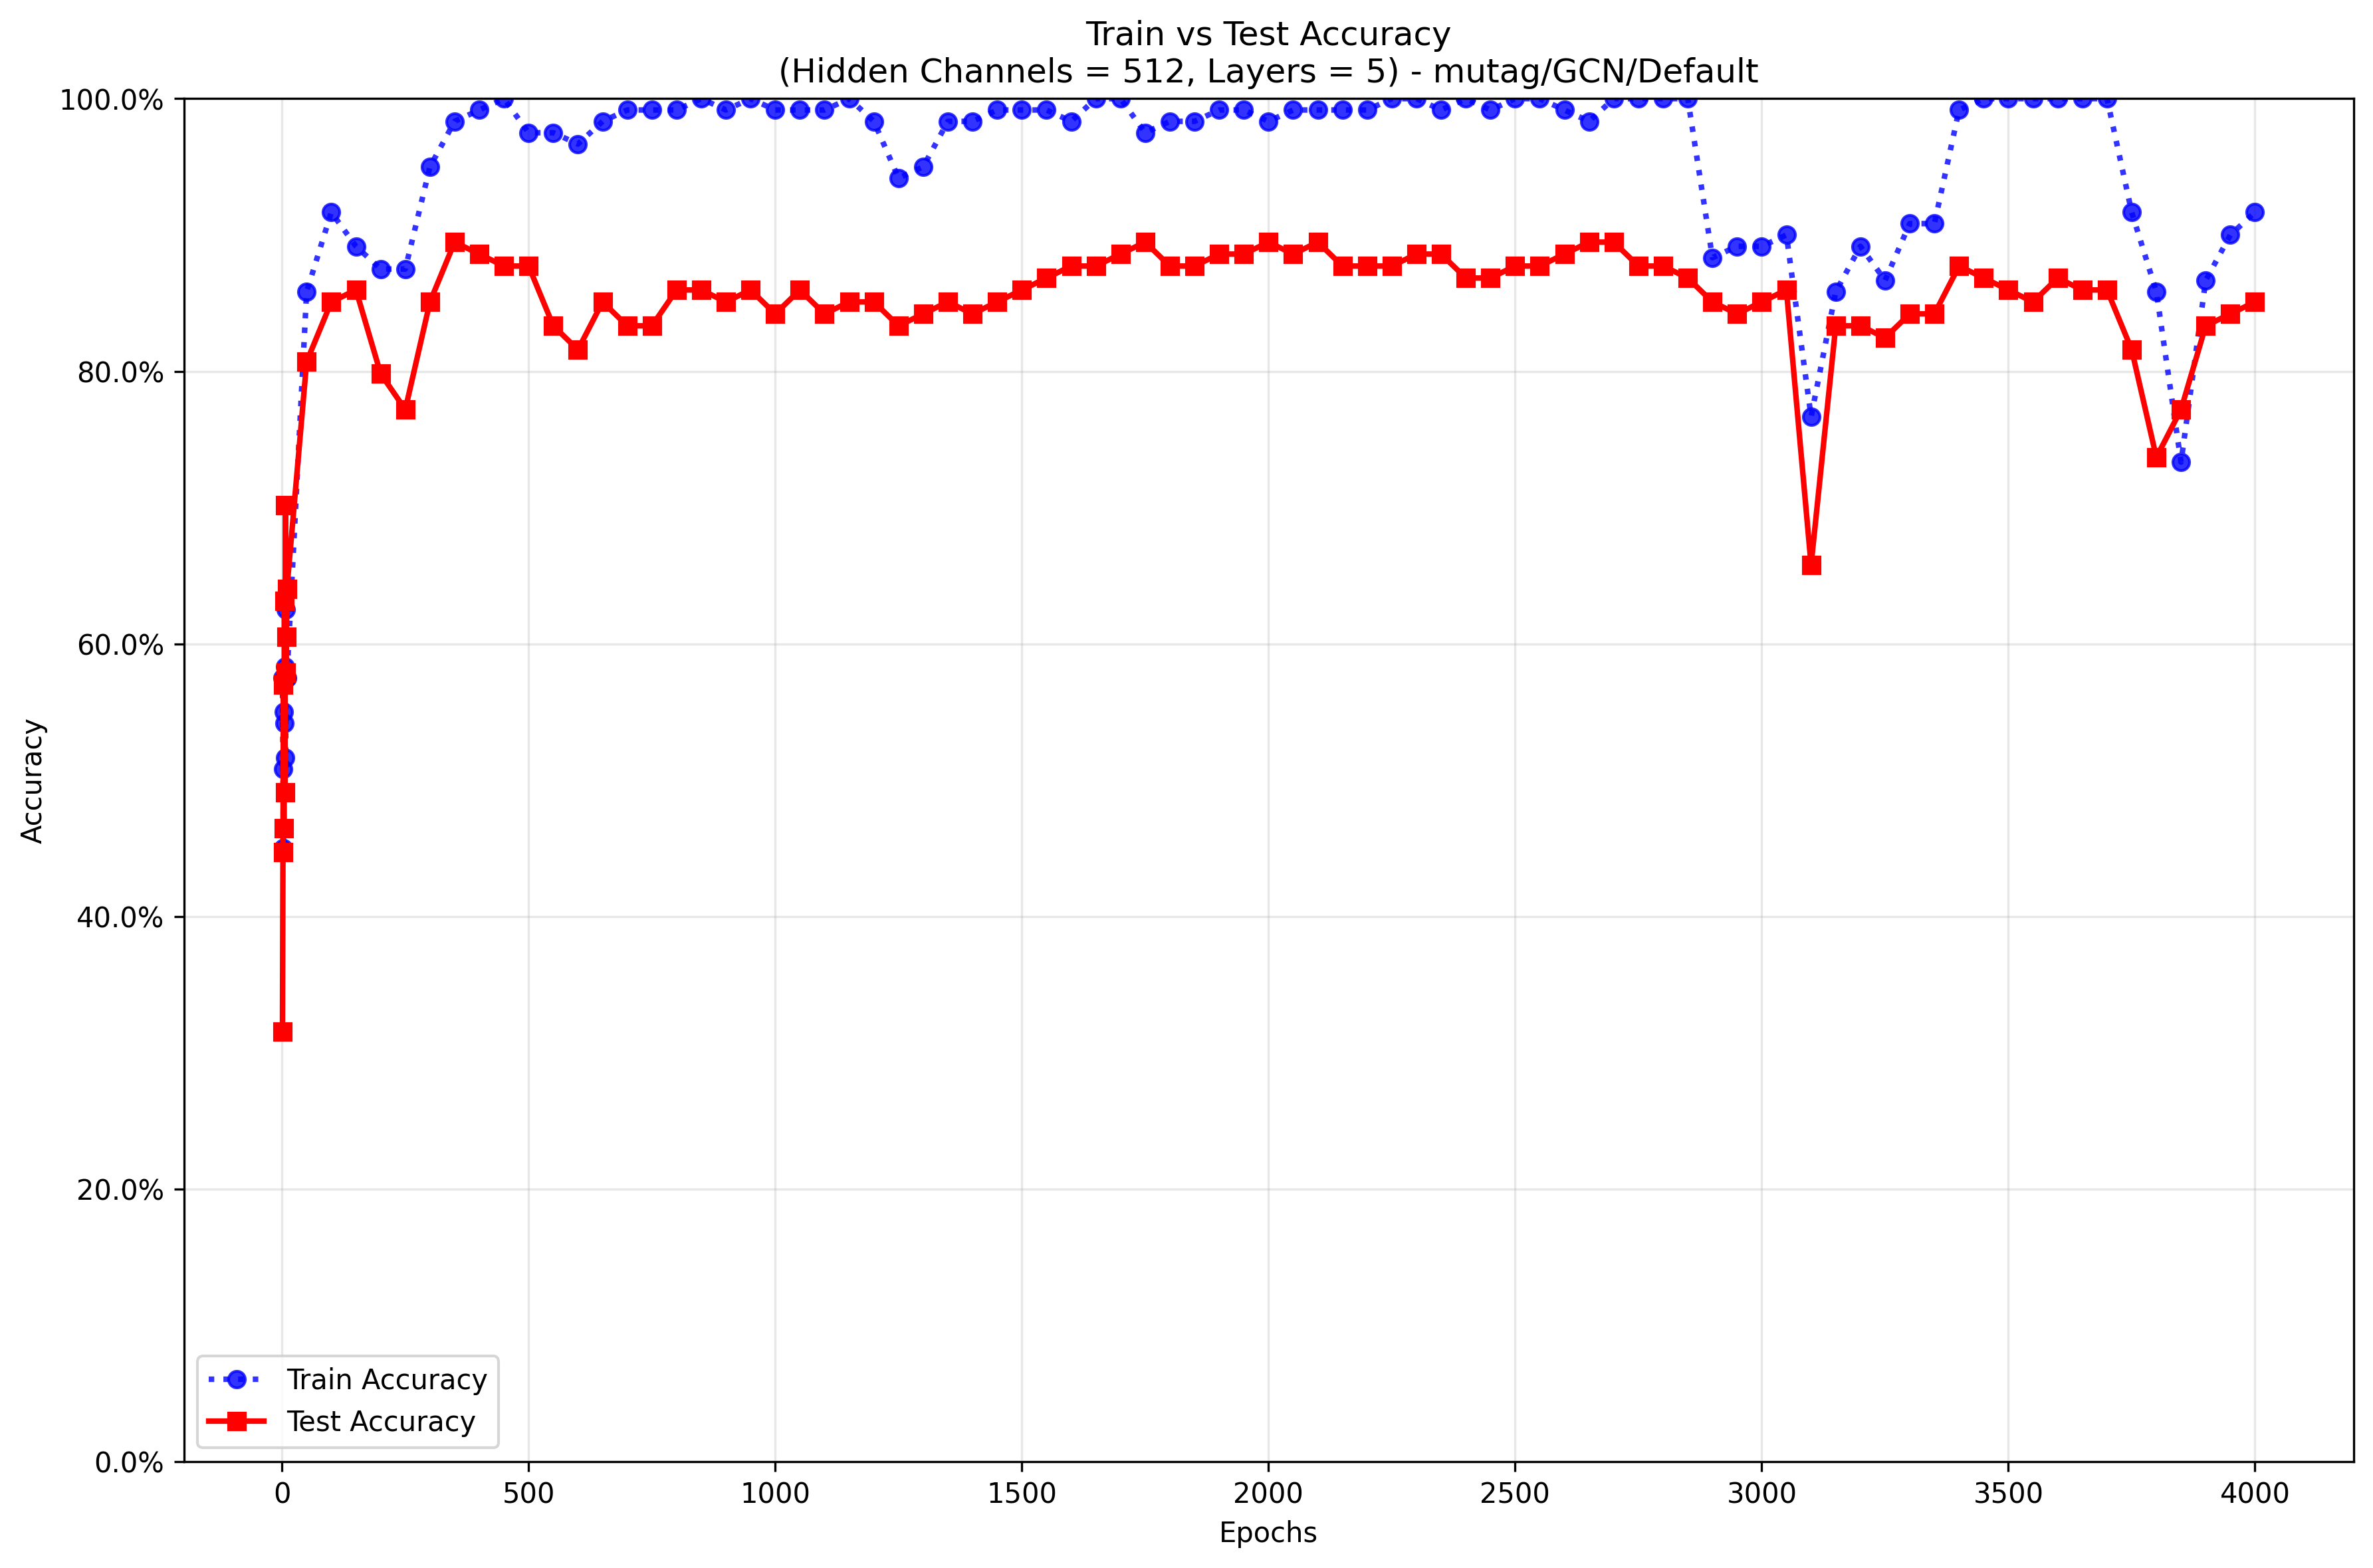 Train vs Test Accuracy
(Hidden Channels = 512, Layers = 5) - mutag/GCN/Default
100.0%
80.0%
60.0%
40.0%
20.0%
0.0%
Accuracy
Train Accuracy
Test Accuracy
0 500 1000 1500 2000 2500 3000 3500 4000
Epochs